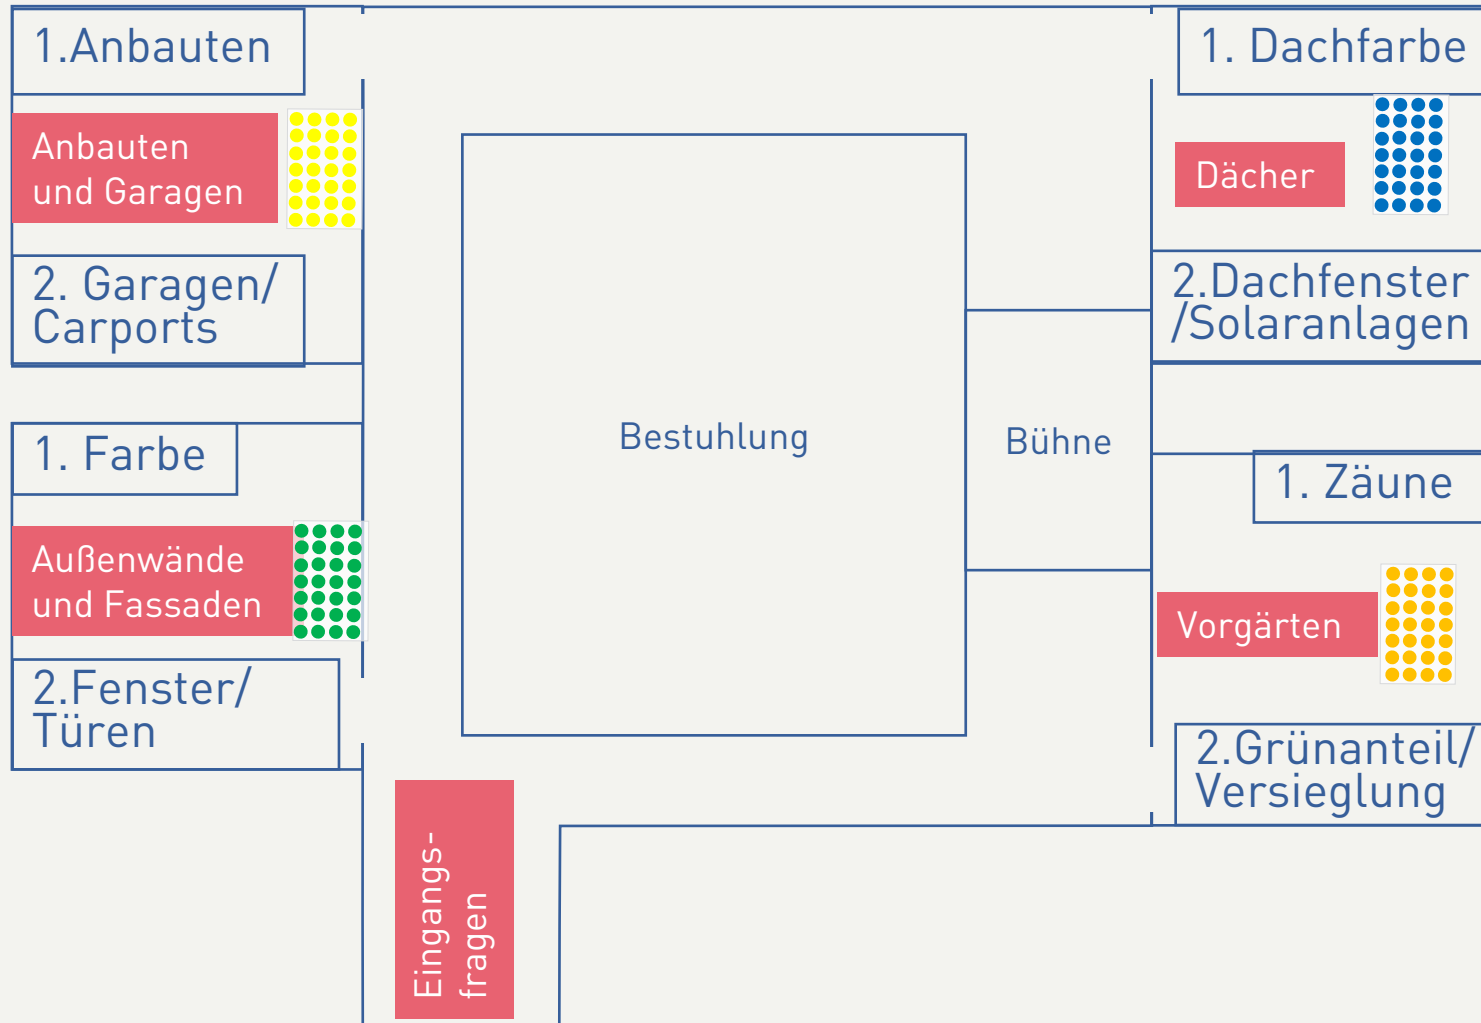 1.Anbauten
Anbauten
und Garagen
2. Garagen/
Carports
1. Farbe
Außenwände
und Fassaden
2.Fenster/
Türen
Eingangs-
fragen
Bestuhlung
Bühne
1. Dachfarbe
Dächer
2.Dachfenster
/Solaranlagen
1. Zäune
Vorgärten
2.Grünanteil/
Versieglung